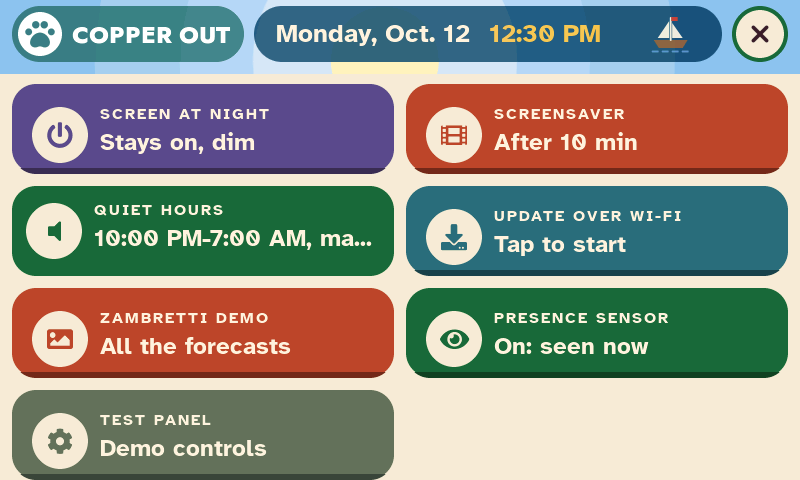 COPPER OUT
Monday, Oct. 12 12:30 PM
SCREEN AT NIGHT
Stays on, dim
SCREENSAVER
After 10 min
QUIET HOURS
10:00 PM-7:00 AM, ma...
UPDATE OVER WI-FI
Tap to start
ZAMBRETTI DEMO
All the forecasts
PRESENCE SENSOR
On: seen now
TEST PANEL
Demo controls